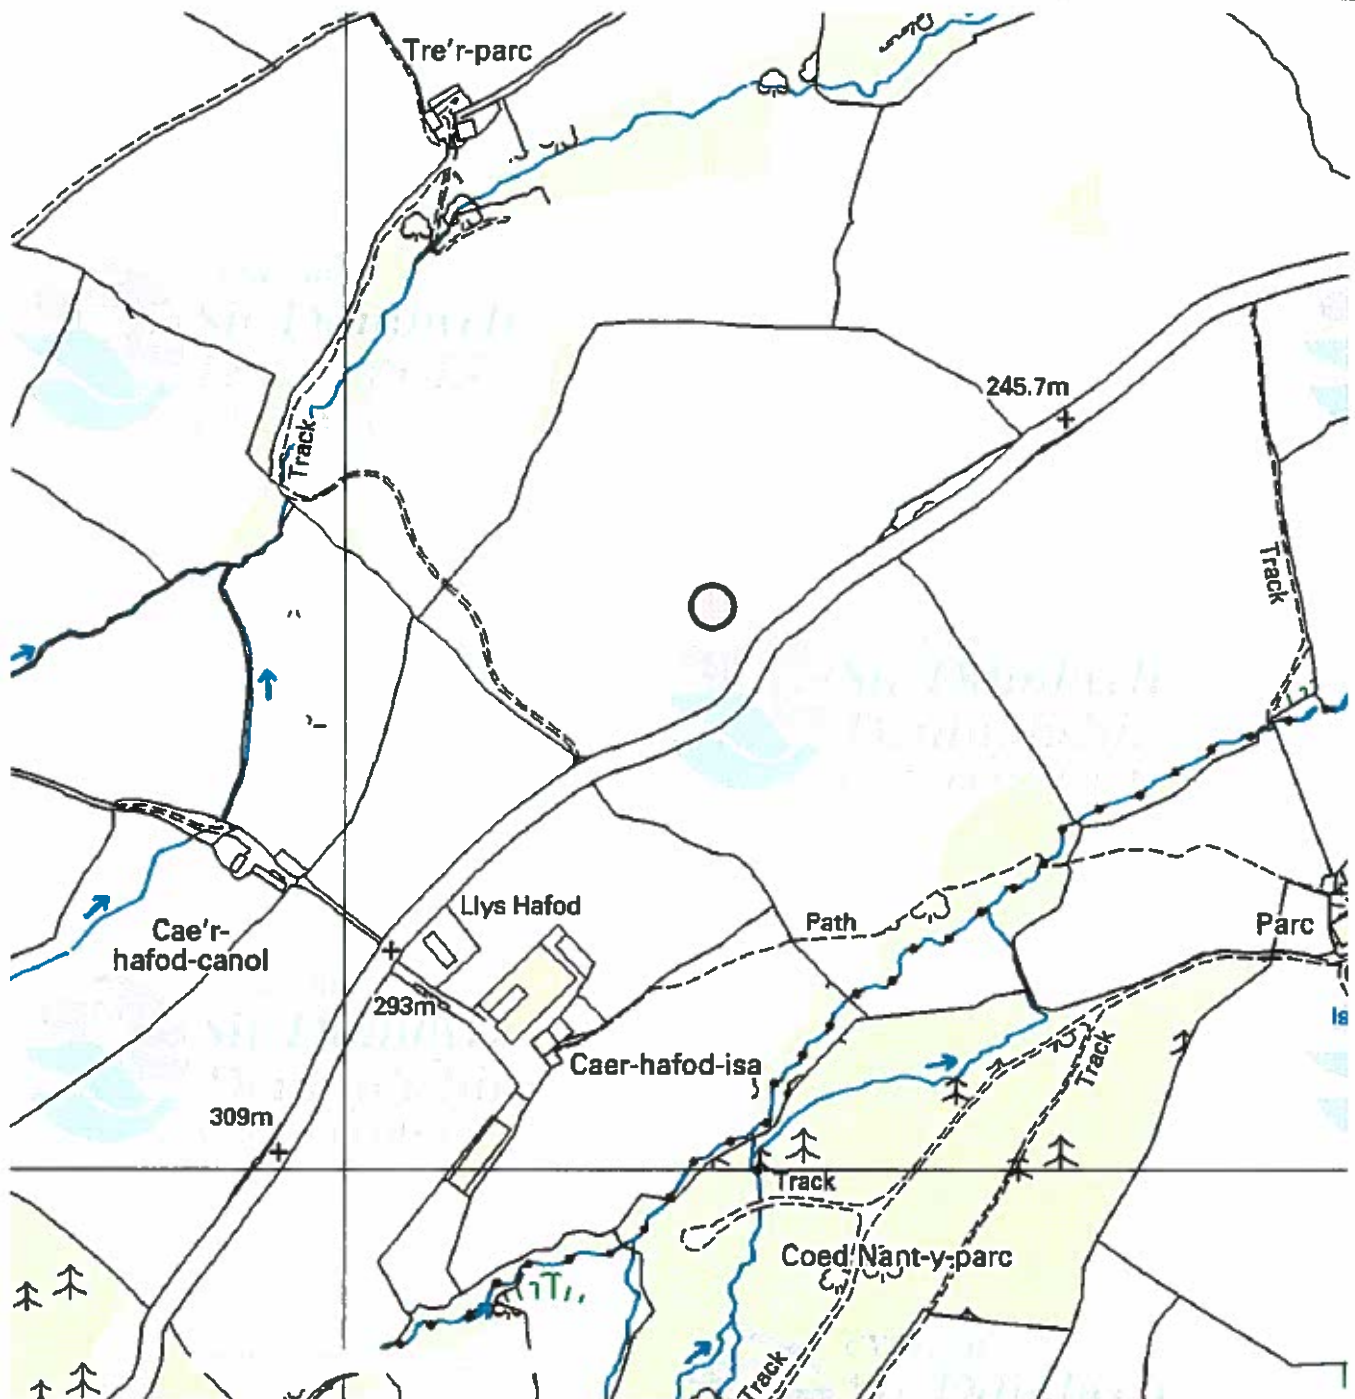 Tre'r-parc
245.7m
Track
Track
Llys Hafod
Cae'r-
hafod-canol
Path
Parc
293m
Is
Caer-hafod-isa
Track
309m
Track
Coed Nant-y-parc
Track